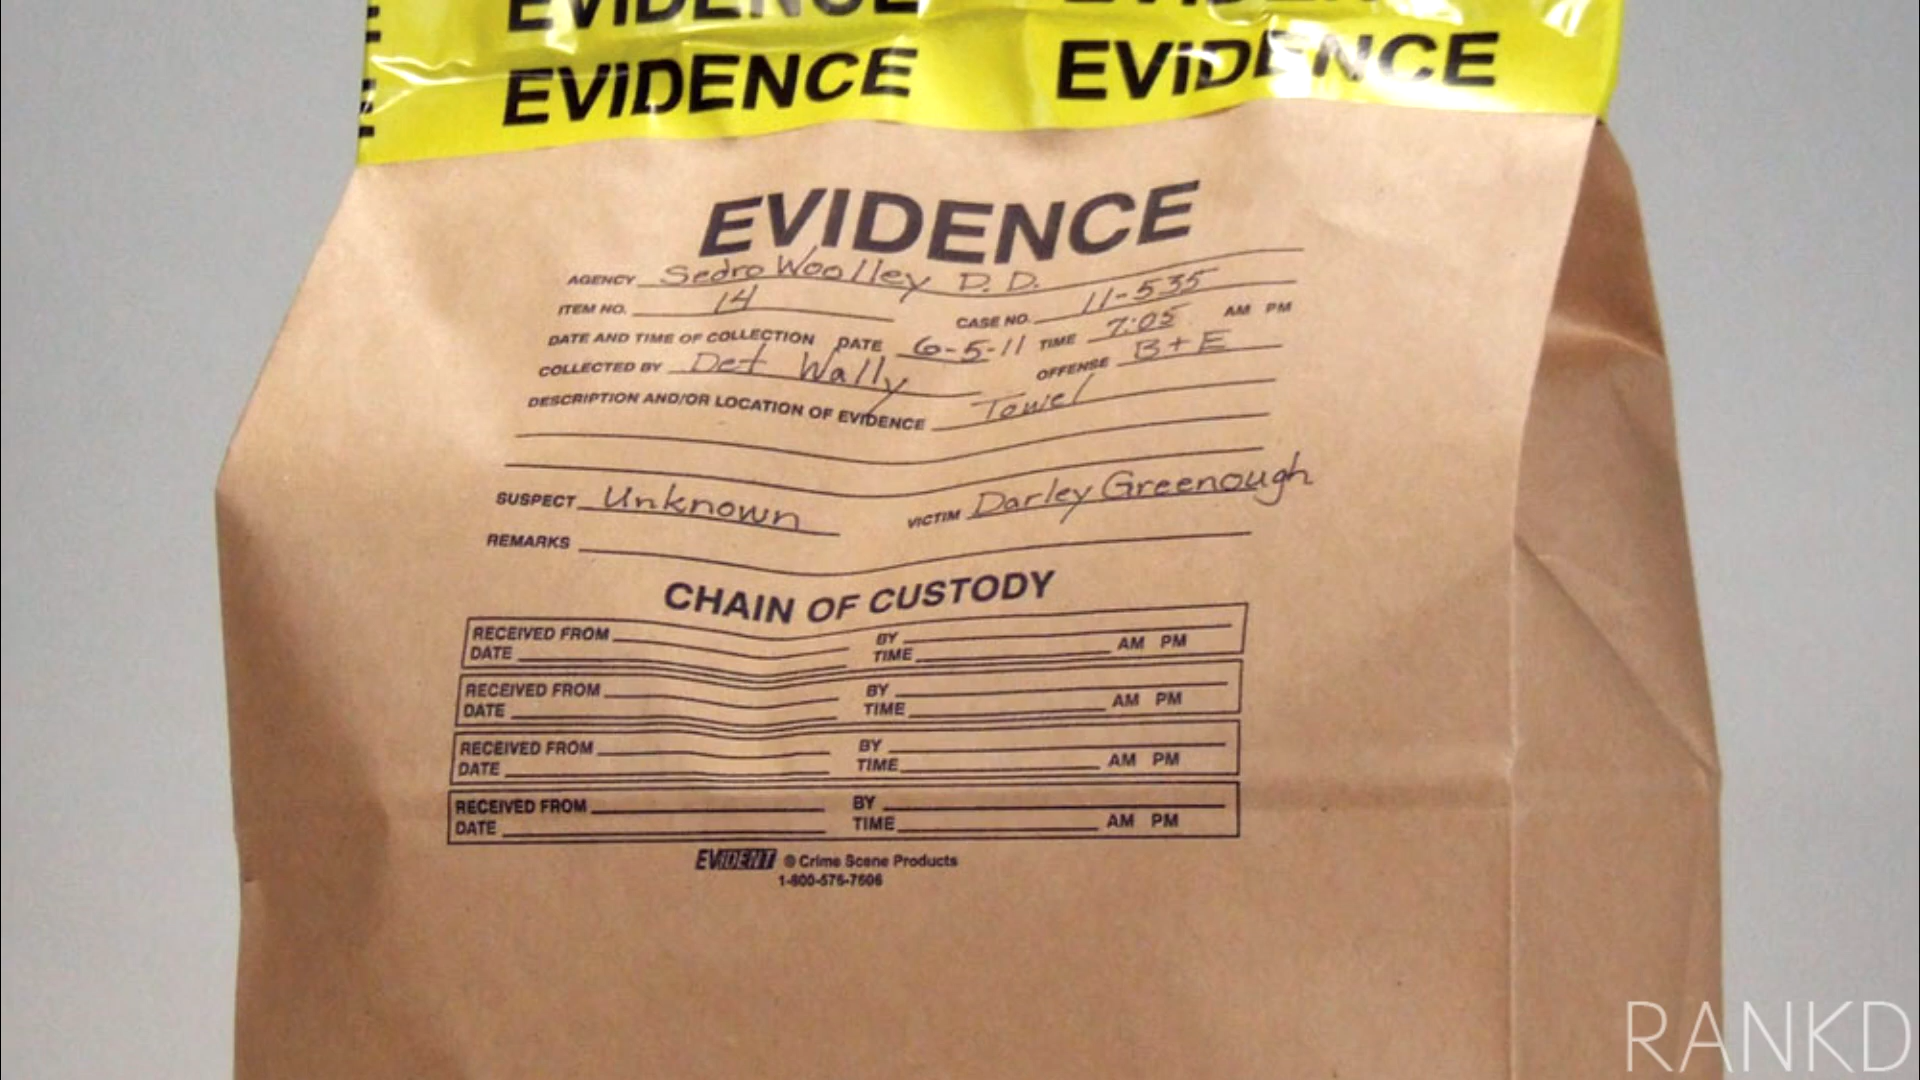 EVIDENCE
EVIDENCE EVIDENCE
EVIDENCE
AGENCY Sedro Woolley D.D.
ITEM NO. 14 CASE NO. 11-535
DATE AND TIME OF COLLECTION DATE 6-5-11 TIME 7:05 AM PM
COLLECTED BY Det Wally OFFENSE B+E
DESCRIPTION AND/OR LOCATION OF EVIDENCE Towel
SUSPECT Unknown VICTIM Darley Greenough
REMARKS
CHAIN OF CUSTODY
RECEIVED FROM BY
DATE TIME AM PM
RECEIVED FROM BY
DATE TIME AM PM
RECEIVED FROM BY
DATE TIME AM PM
RECEIVED FROM BY
DATE TIME AM PM
EVIDENT ® Crime Scene Products
1-800-576-7606
RANKD